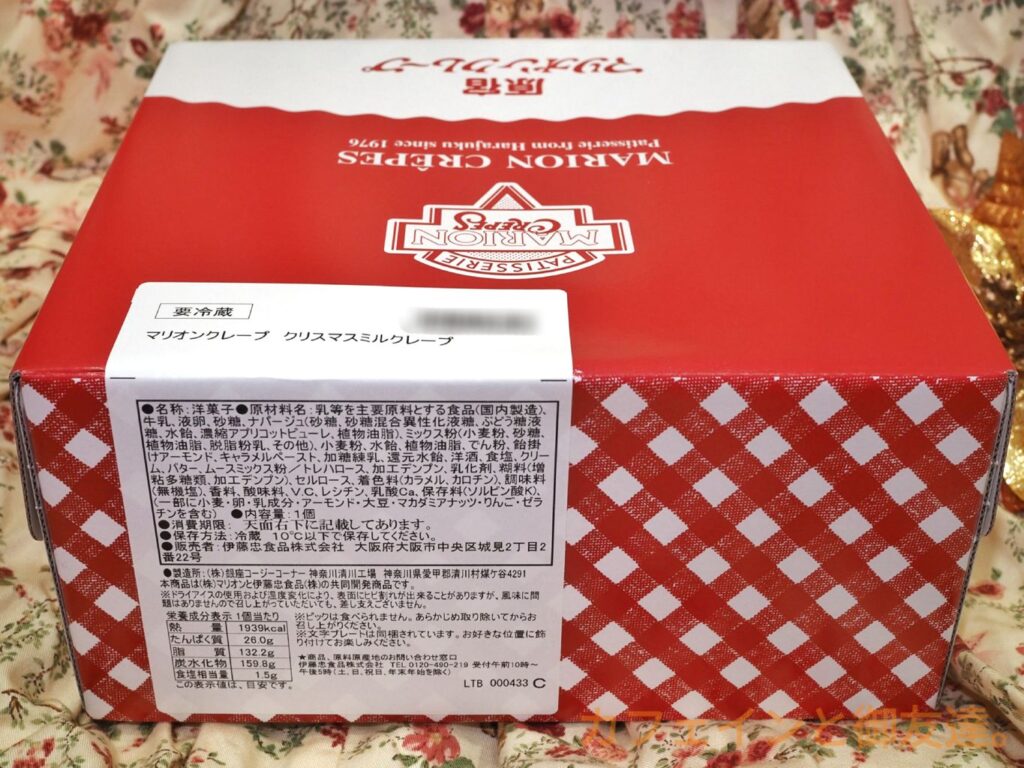 原宿
マリオンクレープ
MARION CRÊPES
Patisserie from Harajuku since 1976
MARION
CRÊPES
PATISSERIE
要冷蔵
マリオンクレープ クリスマスミルクレープ
●名称:洋菓子●原材料名:乳等を主要原料とする食品(国内製造)、
牛乳、液卵、砂糖、ナパージュ(砂糖、砂糖混合異性化液糖、ぶどう糖液
糖、水飴、濃縮アプリコットピューレ、植物油脂)、ミックス粉(小麦粉、砂糖、
植物油脂、脱脂粉乳、その他)、小麦粉、水飴、植物油脂、でん粉、飴掛
けアーモンド、キャラメルペースト、加糖練乳、還元水飴、洋酒、食塩、クリー
ム、バター、ムースミックス粉/トレハロース、加工デンプン、乳化剤、糊料(増
粘多糖類、加工デンプン)、セルロース、着色料(カラメル、カロチン)、調味料
(無機塩)、香料、酸味料、V.C、レシチン、乳酸Ca、保存料(ソルビン酸K)、
(一部に小麦・卵・乳成分・アーモンド・大豆・マカダミアナッツ・りんご・ゼラ
チンを含む) ●内容量:1個
●消費期限: 天面右下に記載してあります。
●保存方法:冷蔵 10℃以下で保存してください。
●販売者:伊藤忠食品株式会社 大阪府大阪市中央区城見2丁目2
番22号
●製造所:(株)銀座コージーコーナー 神奈川清川工場 神奈川県愛甲郡清川村煤ケ谷4291
本商品は(株)マリオンと伊藤忠食品(株)の共同開発商品です。
※ドライアイスの使用および温度変化により、表面にヒビ割れが出来ることがありますが、風味に問
題はありませんので召し上がっていただいても、差し支えございません。
栄養成分表示 1個当たり
熱量 1939kcal
たんぱく質 26.0g
脂質 132.2g
炭水化物 159.8g
食塩相当量 1.5g
この表示値は、目安です。
※ピックは食べられません。あらかじめ取り除いてからお
召し上がりください。
※文字プレートは同梱されています。お好きな位置に飾
り付けてお楽しみください。
★商品、原料原産地のお問い合わせ窓口
伊藤忠食品株式会社 TEL 0120-490-219 受付午前10時~
午後5時(土、日、祝日、年末年始を除く)
LTB 000433 C
カフェインと御友達。